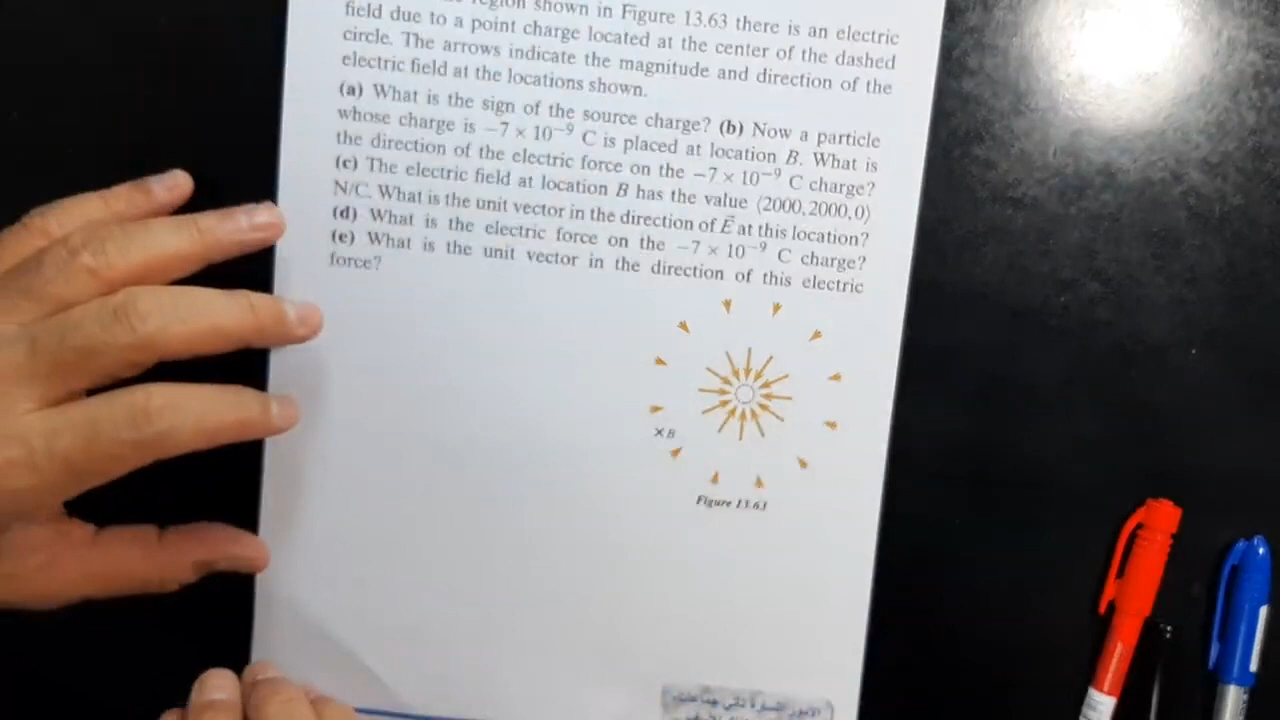 region shown in Figure 13.63 there is an electric
field due to a point charge located at the center of the dashed
circle. The arrows indicate the magnitude and direction of the
electric field at the locations shown.
(a) What is the sign of the source charge? (b) Now a particle
whose charge is −7 × 10⁻⁹ C is placed at location B. What is
the direction of the electric force on the −7 × 10⁻⁹ C charge?
(c) The electric field at location B has the value ⟨2000, 2000, 0⟩
N/C. What is the unit vector in the direction of E⃗ at this location?
(d) What is the electric force on the −7 × 10⁻⁹ C charge?
(e) What is the unit vector in the direction of this electric
force?
×B
Figure 13.63